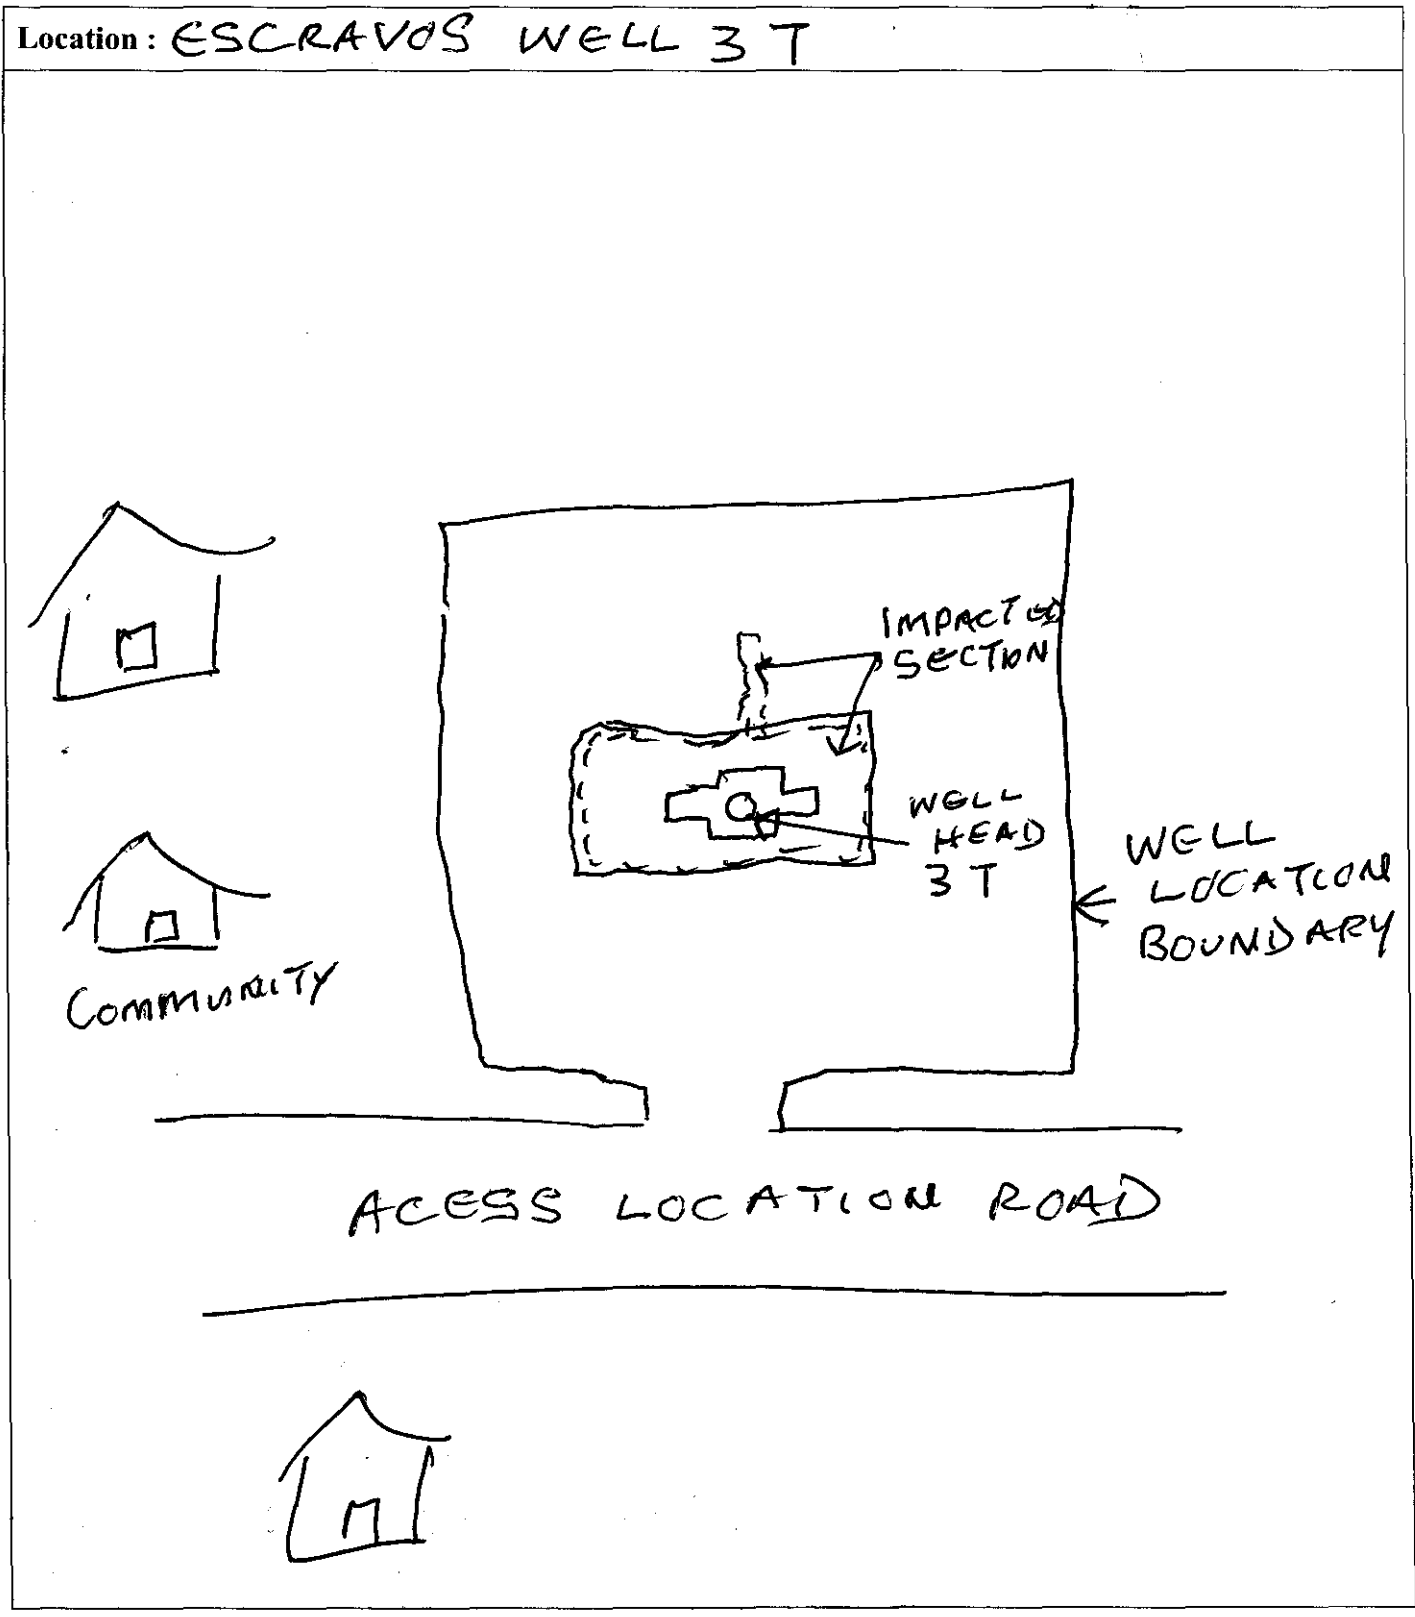 Location : ESCRAVOS WELL 3 T
IMPACTED
SECTION
WELL
HEAD
3 T
WELL
LOCATION
BOUNDARY
COMMUNITY
ACESS LOCATION ROAD